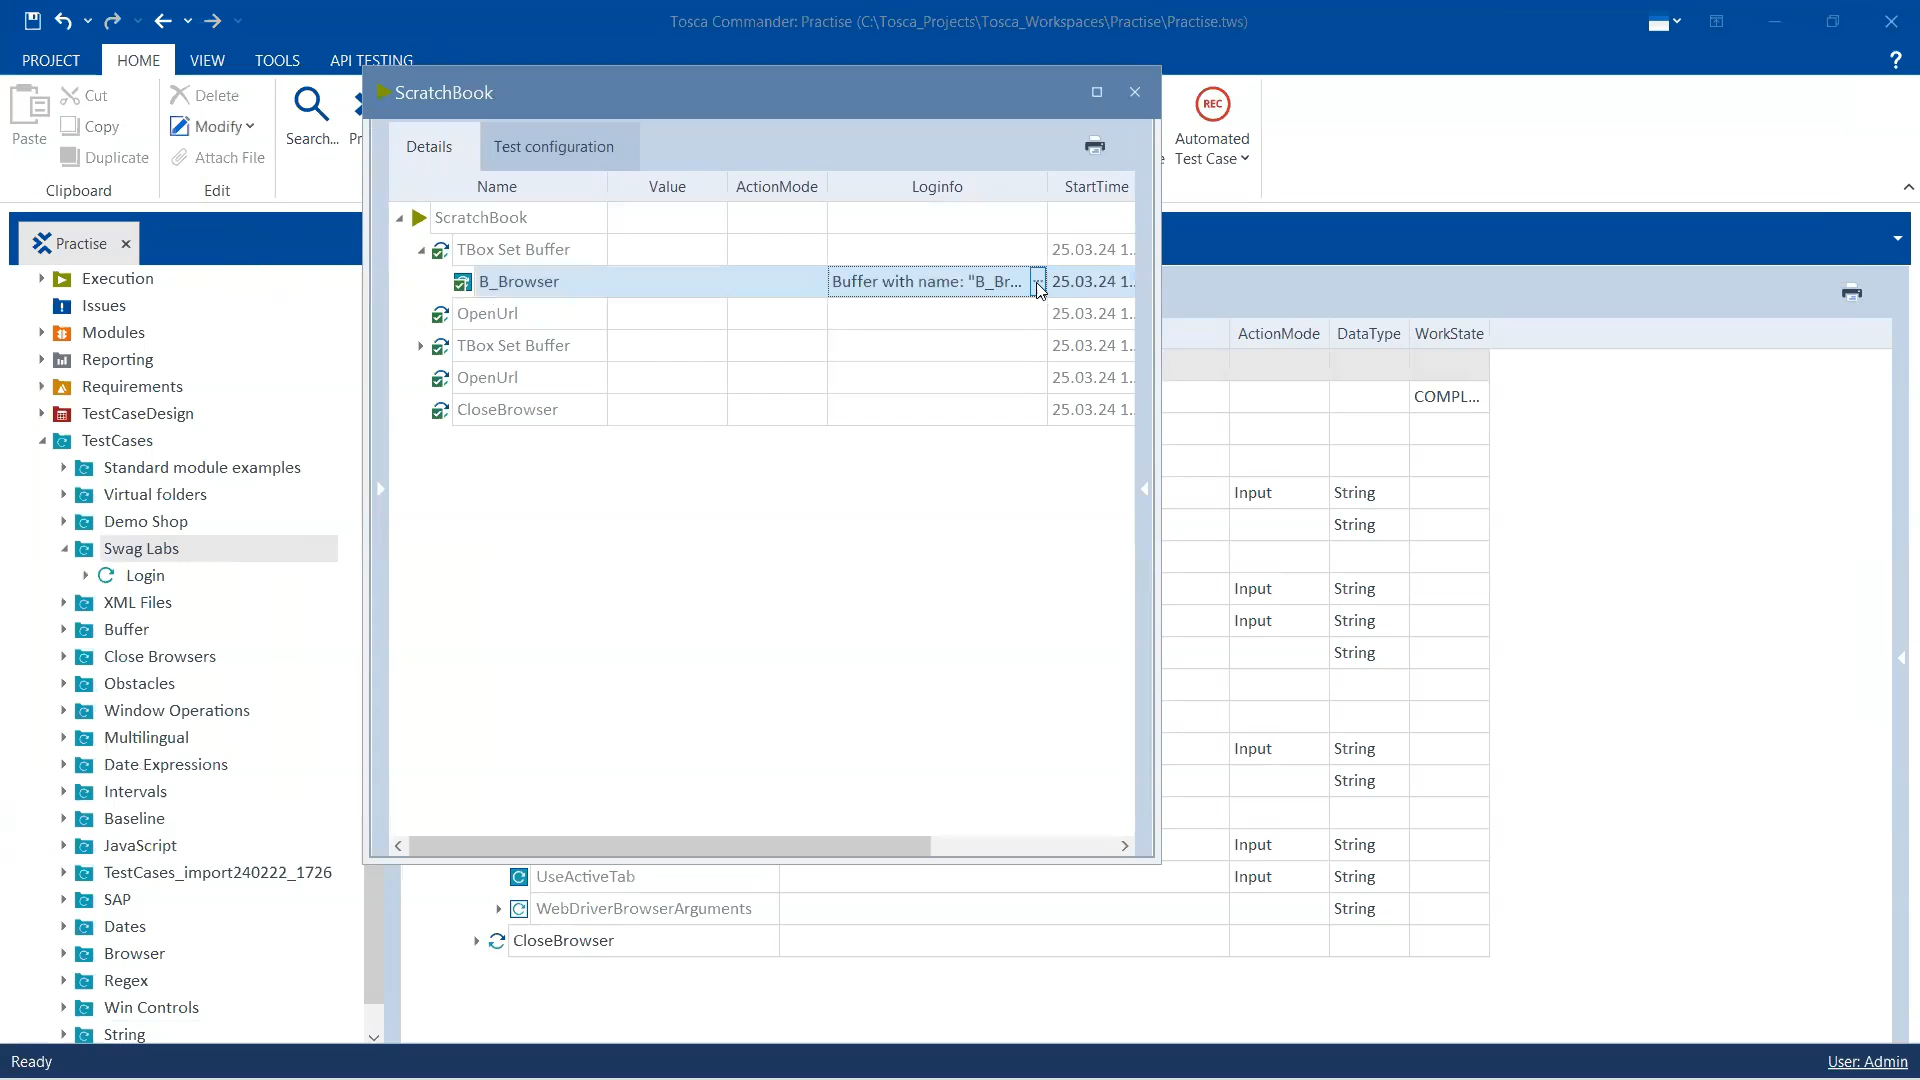 Tosca Commander: Practise (C:\Tosca_Projects\Tosca_Workspaces\Practise\Practise.tws)
PROJECT HOME VIEW TOOLS API TESTING
?
Paste
Cut
Copy
Duplicate
Clipboard
Delete
Modify
Attach File
Edit
Search...
REC
Automated
Test Case
Practise
Execution
Issues
Modules
Reporting
Requirements
TestCaseDesign
TestCases
Standard module examples
Virtual folders
Demo Shop
Swag Labs
Login
XML Files
Buffer
Close Browsers
Obstacles
Window Operations
Multilingual
Date Expressions
Intervals
Baseline
JavaScript
TestCases_import240222_1726
SAP
Dates
Browser
Regex
Win Controls
String
ScratchBook
Details Test configuration
Name Value ActionMode Loginfo StartTime
ScratchBook
TBox Set Buffer 25.03.24 1..
B_Browser Buffer with name: "B_Br... 25.03.24 1..
OpenUrl 25.03.24 1..
TBox Set Buffer 25.03.24 1..
OpenUrl 25.03.24 1..
CloseBrowser 25.03.24 1..
ActionMode DataType WorkState
COMPL...
Input String
String
Input String
Input String
String
Input String
String
Input String
UseActiveTab Input String
WebDriverBrowserArguments String
CloseBrowser
Ready
User: Admin